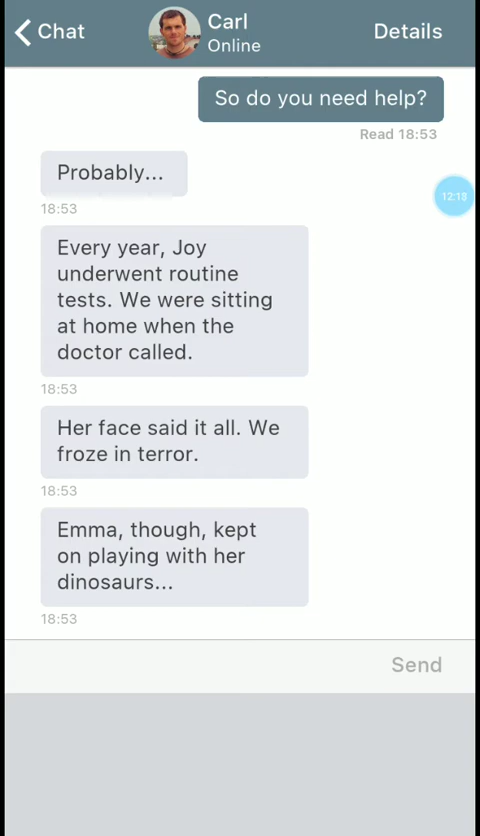 Chat
Carl
Online
Details
So do you need help?
Read 18:53
Probably...
18:53
12:18
Every year, Joy
underwent routine
tests. We were sitting
at home when the
doctor called.
18:53
Her face said it all. We
froze in terror.
18:53
Emma, though, kept
on playing with her
dinosaurs...
18:53
Send